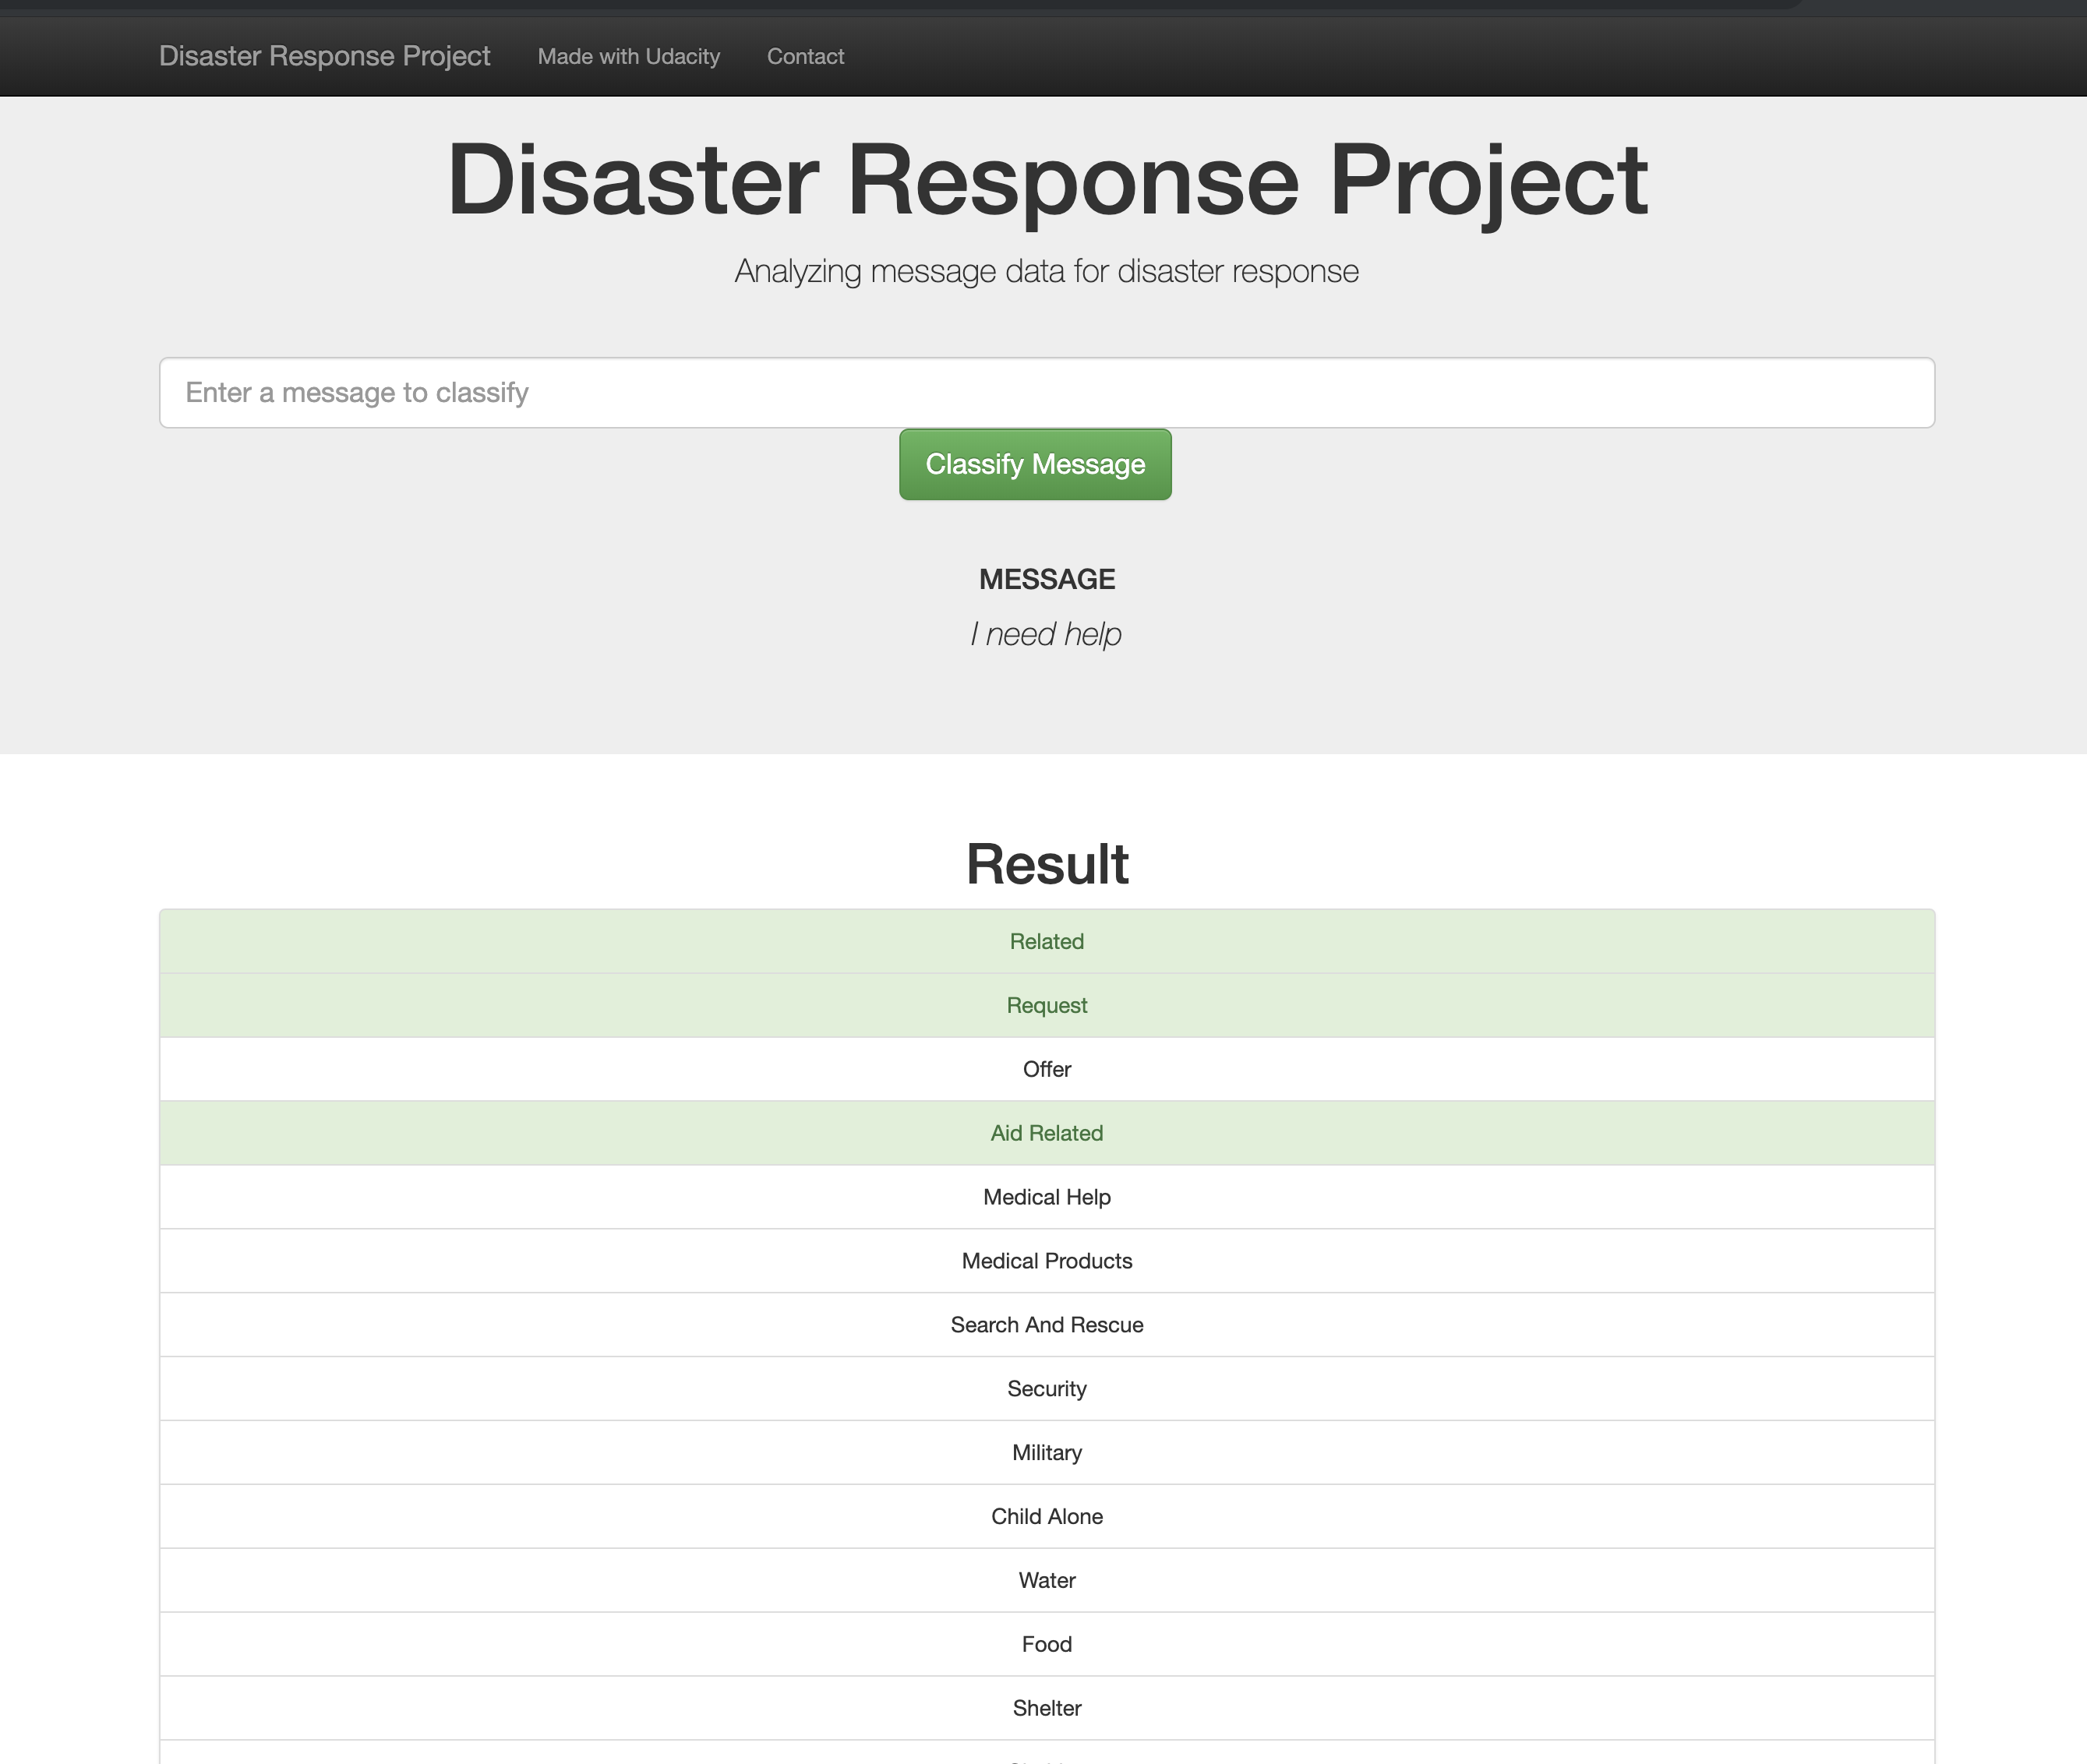 Disaster Response Project Made with Udacity Contact
Disaster Response Project
Analyzing message data for disaster response
Enter a message to classify
Classify Message
MESSAGE
I need help
Result
Related
Request
Offer
Aid Related
Medical Help
Medical Products
Search And Rescue
Security
Military
Child Alone
Water
Food
Shelter